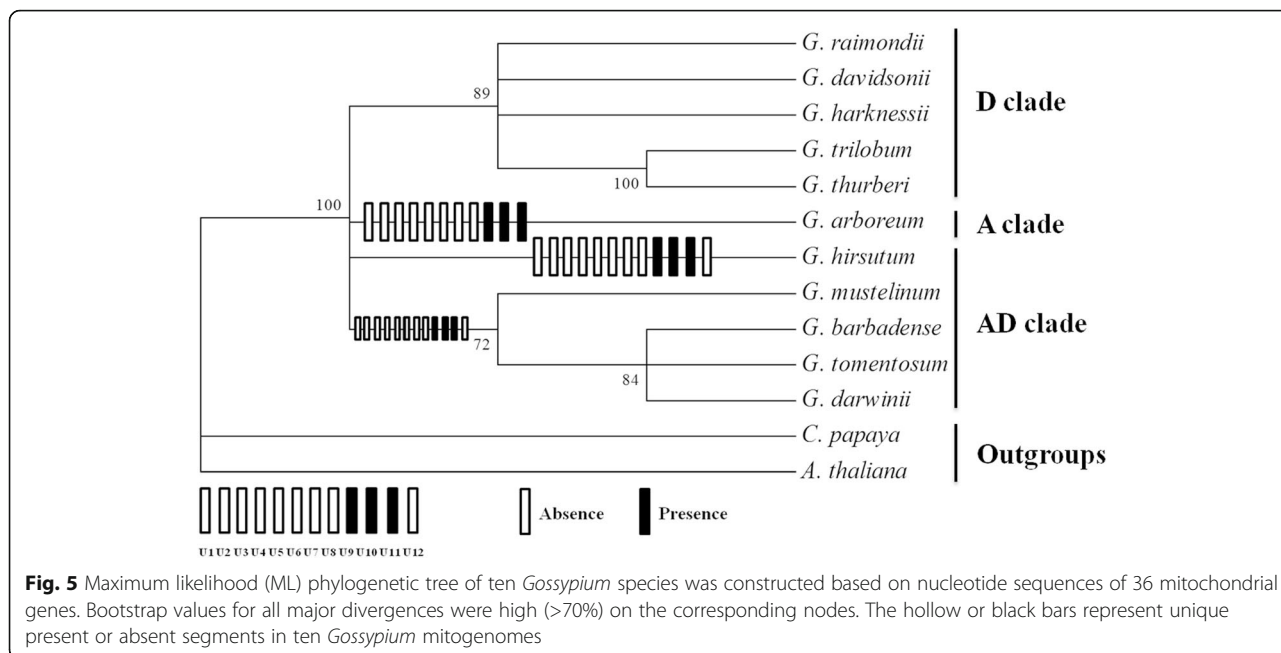 G. raimondii
89
G. davidsonii
G. harknessii
D clade
G. trilobum
100
G. thurberi
100
G. arboreum
A clade
G. hirsutum
G. mustelinum
72
G. barbadense
AD clade
G. tomentosum
84
G. darwinii
C. papaya
Outgroups
A. thaliana
Absence
Presence
U1 U2 U3 U4 U5 U6 U7 U8 U9 U10 U11 U12
Fig. 5 Maximum likelihood (ML) phylogenetic tree of ten Gossypium species was constructed based on nucleotide sequences of 36 mitochondrial
genes. Bootstrap values for all major divergences were high (>70%) on the corresponding nodes. The hollow or black bars represent unique
present or absent segments in ten Gossypium mitogenomes